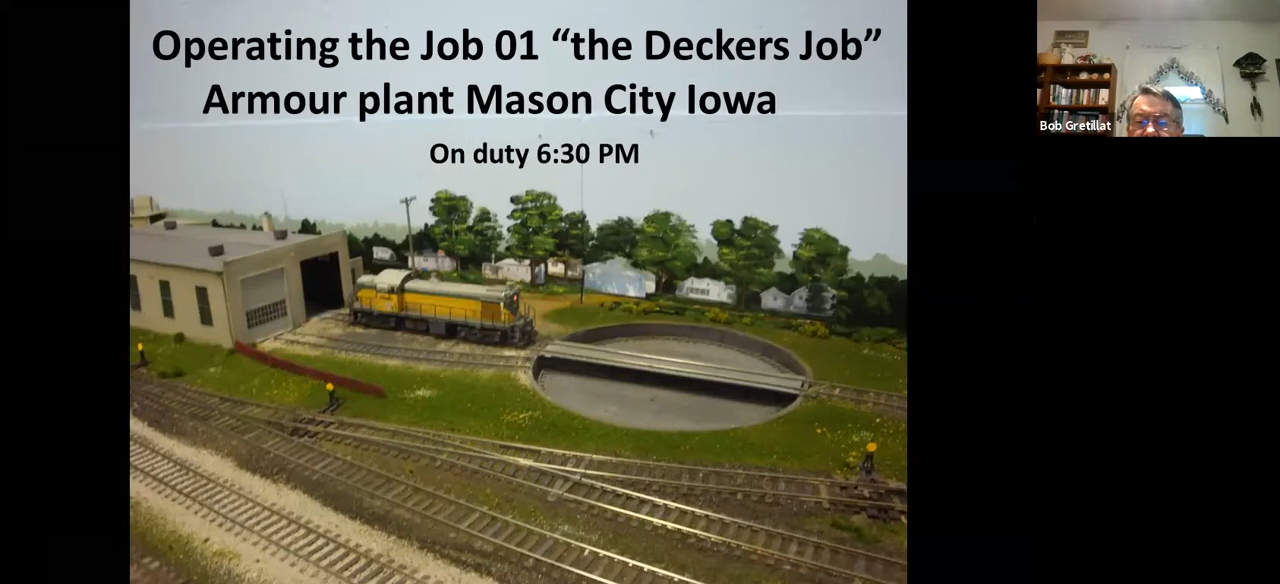 Operating the Job 01 “the Deckers Job”
Armour plant Mason City Iowa
On duty 6:30 PM
Bob Gretillat